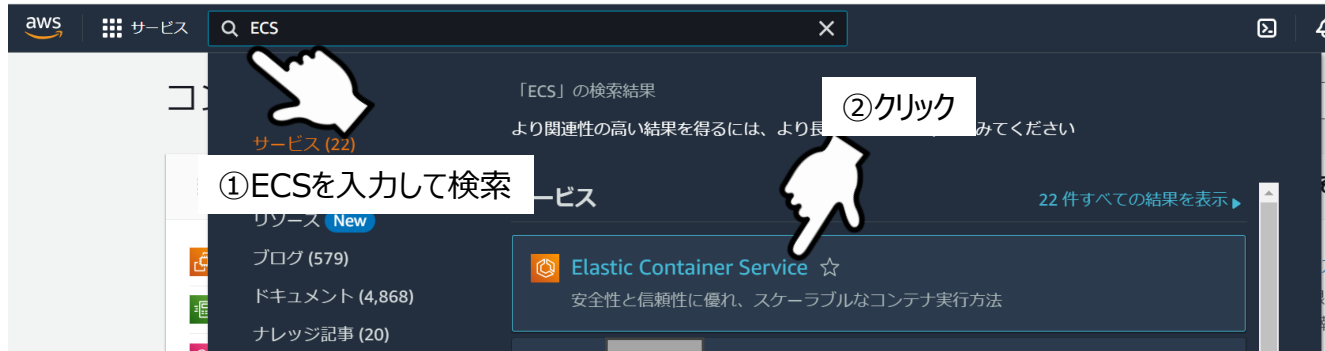 aws サービス ECS
「ECS」の検索結果
②クリック
より関連性の高い結果を得るには、より長 みてください
サービス (22)
①ECSを入力して検索
ービス
22 件すべての結果を表示
リソース New
ブログ (579)
Elastic Container Service
安全性と信頼性に優れ、スケーラブルなコンテナ実行方法
ドキュメント (4,868)
ナレッジ記事 (20)